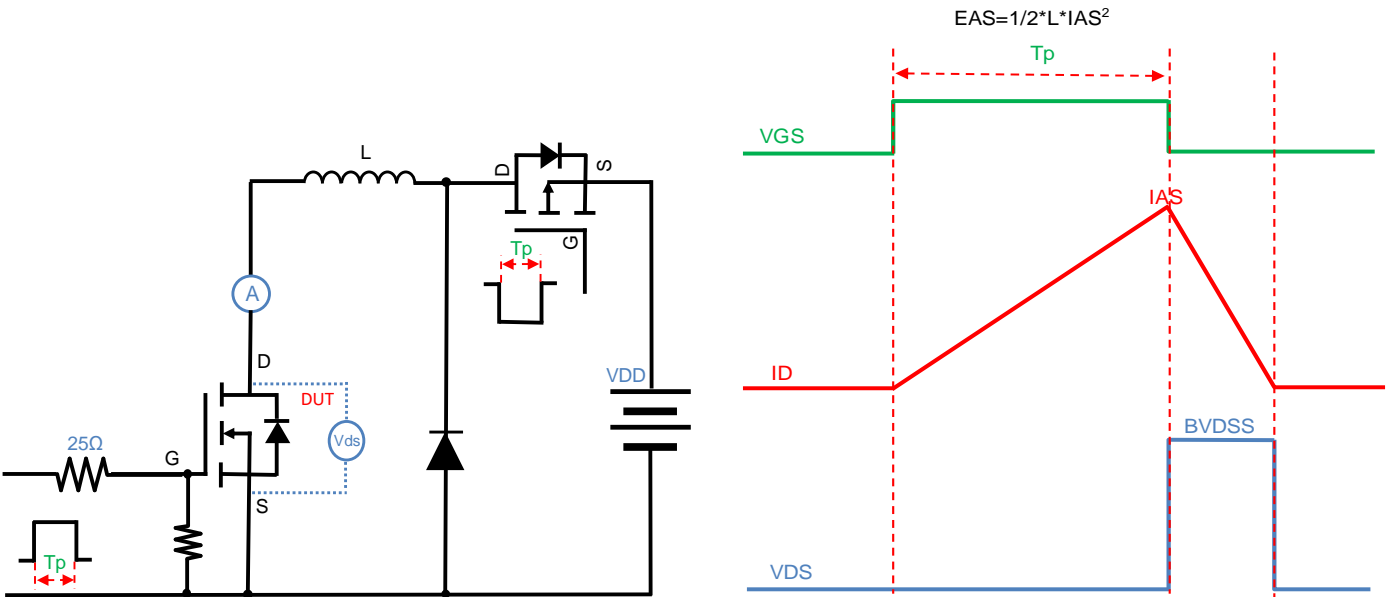 EAS=1/2*L*IAS²
Tp
VGS
L
D
S
G
Tp
IAS
A
D
VDD
ID
DUT
BVDSS
25Ω
G
Vds
S
Tp
VDS